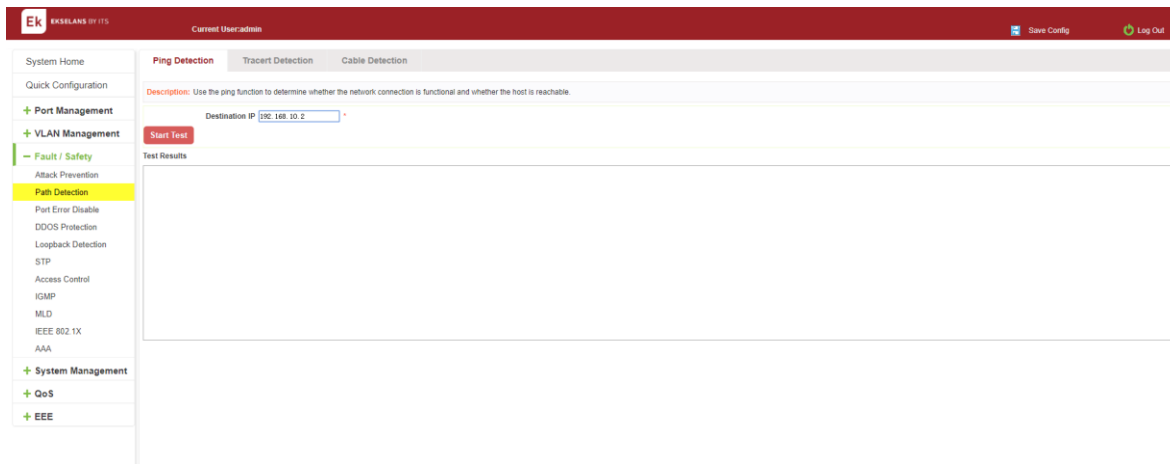 Ek EKSELANS BY ITS
Current User:admin
Save Config
Log Out
System Home
Quick Configuration
+ Port Management
+ VLAN Management
− Fault / Safety
Attack Prevention
Path Detection
Port Error Disable
DDOS Protection
Loopback Detection
STP
Access Control
IGMP
MLD
IEEE 802.1X
AAA
+ System Management
+ QoS
+ EEE
Ping Detection Tracert Detection Cable Detection
Description: Use the ping function to determine whether the network connection is functional and whether the host is reachable.
Destination IP 192.168.10.2 *
Start Test
Test Results